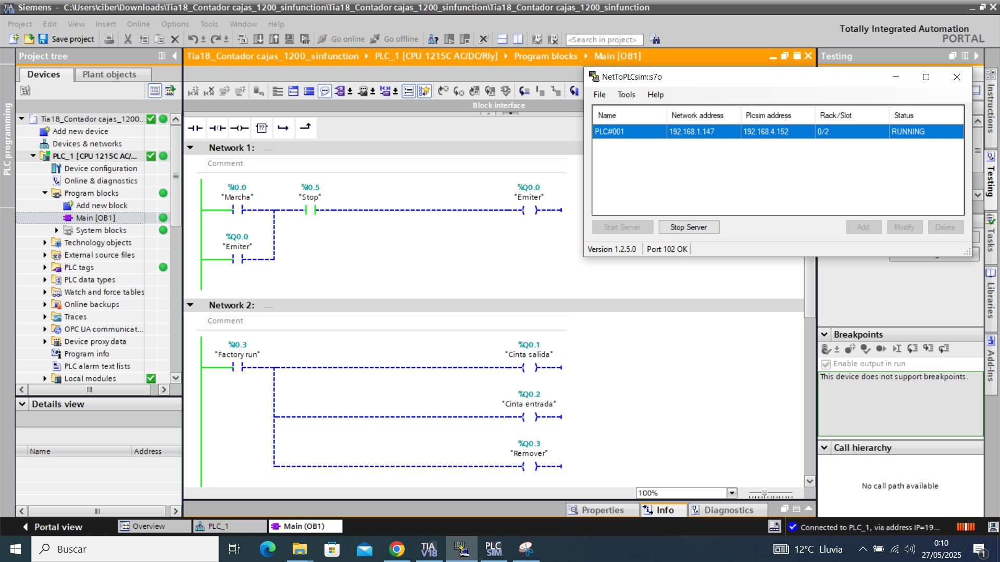 Siemens - C:\Users\ciber\Downloads\Tia18_Contador cajas_1200_sinfunction\Tia18_Contador cajas_1200_sinfunction\Tia18_Contador cajas_1200_sinfunction
Project Edit View Insert Online Options Tools Window Help
Totally Integrated Automation
PORTAL
Save project
Go online
Go offline
<Search in project>
Project tree
Tia18_Contador cajas_1200_sinfunction PLC_1 [CPU 1215C AC/DC/Rly] Program blocks Main [OB1]
Testing
Devices
Plant objects
PLC programming
Tia18_Contador cajas_1200...
Add new device
Devices & networks
PLC_1 [CPU 1215C AC/...
Device configuration
Online & diagnostics
Program blocks
Add new block
Main [OB1]
System blocks
Technology objects
External source files
PLC tags
PLC data types
Watch and force tables
Online backups
Traces
OPC UA communicat...
Device proxy data
Program info
PLC alarm text lists
Local modules
Details view
Name Address
Block interface
??
Network 1: .....
Comment
%I0.0
"Marcha"
%I0.5
"Stop"
%Q0.0
"Emiter"
%Q0.0
"Emiter"
Network 2: .....
Comment
%I0.3
"Factory run"
%Q0.1
"Cinta salida"
%Q0.2
"Cinta entrada"
%Q0.3
"Remover"
100%
NetToPLCsim::s7o
File Tools Help
Name Network address Plcsim address Rack/Slot Status
PLC#001 192.168.1.147 192.168.4.152 0/2 RUNNING
Start Server
Stop Server
Add
Modify
Delete
Version 1.2.5.0 Port 102 OK
Breakpoints
Enable output in run
This device does not support breakpoints.
Call hierarchy
No call path available
Instructions
Testing
Tasks
Libraries
Add-Ins
Properties
Info
Diagnostics
Portal view
Overview
PLC_1
Main (OB1)
Connected to PLC_1, via address IP=19...
Buscar
TIA
V18
PLC
SIM
12°C Lluvia
0:10
27/05/2025
1